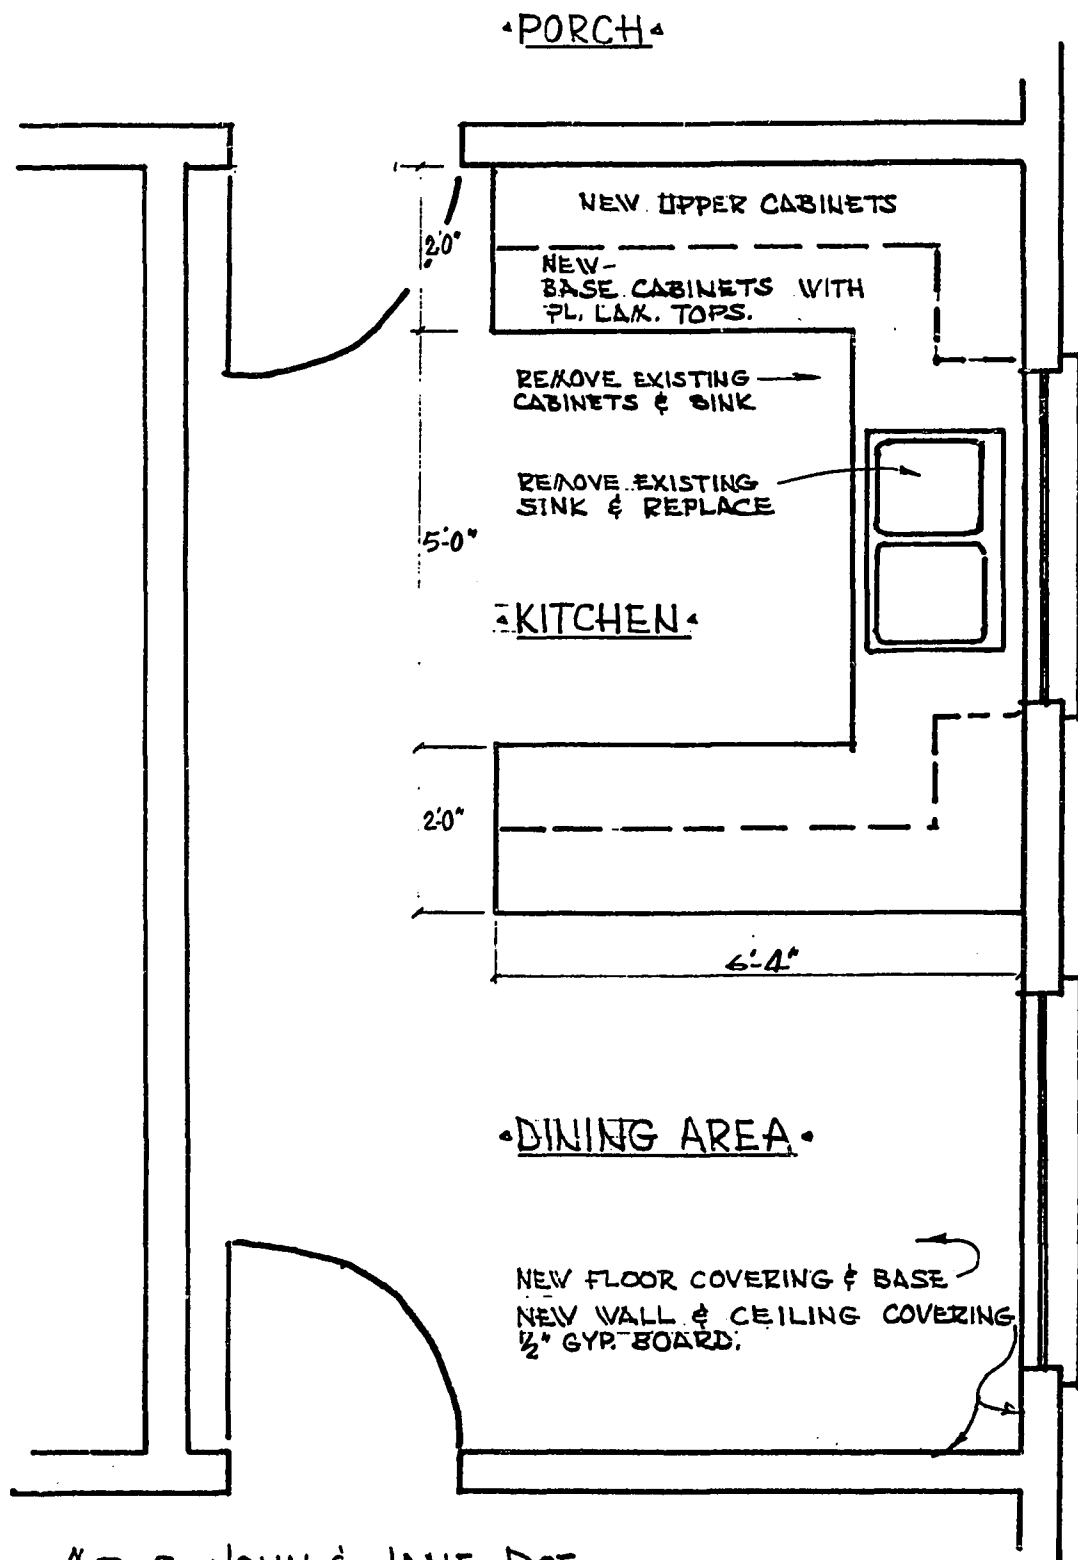 PORCH
NEW UPPER CABINETS
2'0"
NEW-
BASE CABINETS WITH
PL. LAM. TOPS.
REMOVE EXISTING
CABINETS & SINK
REMOVE EXISTING
SINK & REPLACE
5'-0"
KITCHEN
2'-0"
6'-4"
DINING AREA
NEW FLOOR COVERING & BASE
NEW WALL & CEILING COVERING
1/2" GYP. BOARD.
JOHN & JANE DOE